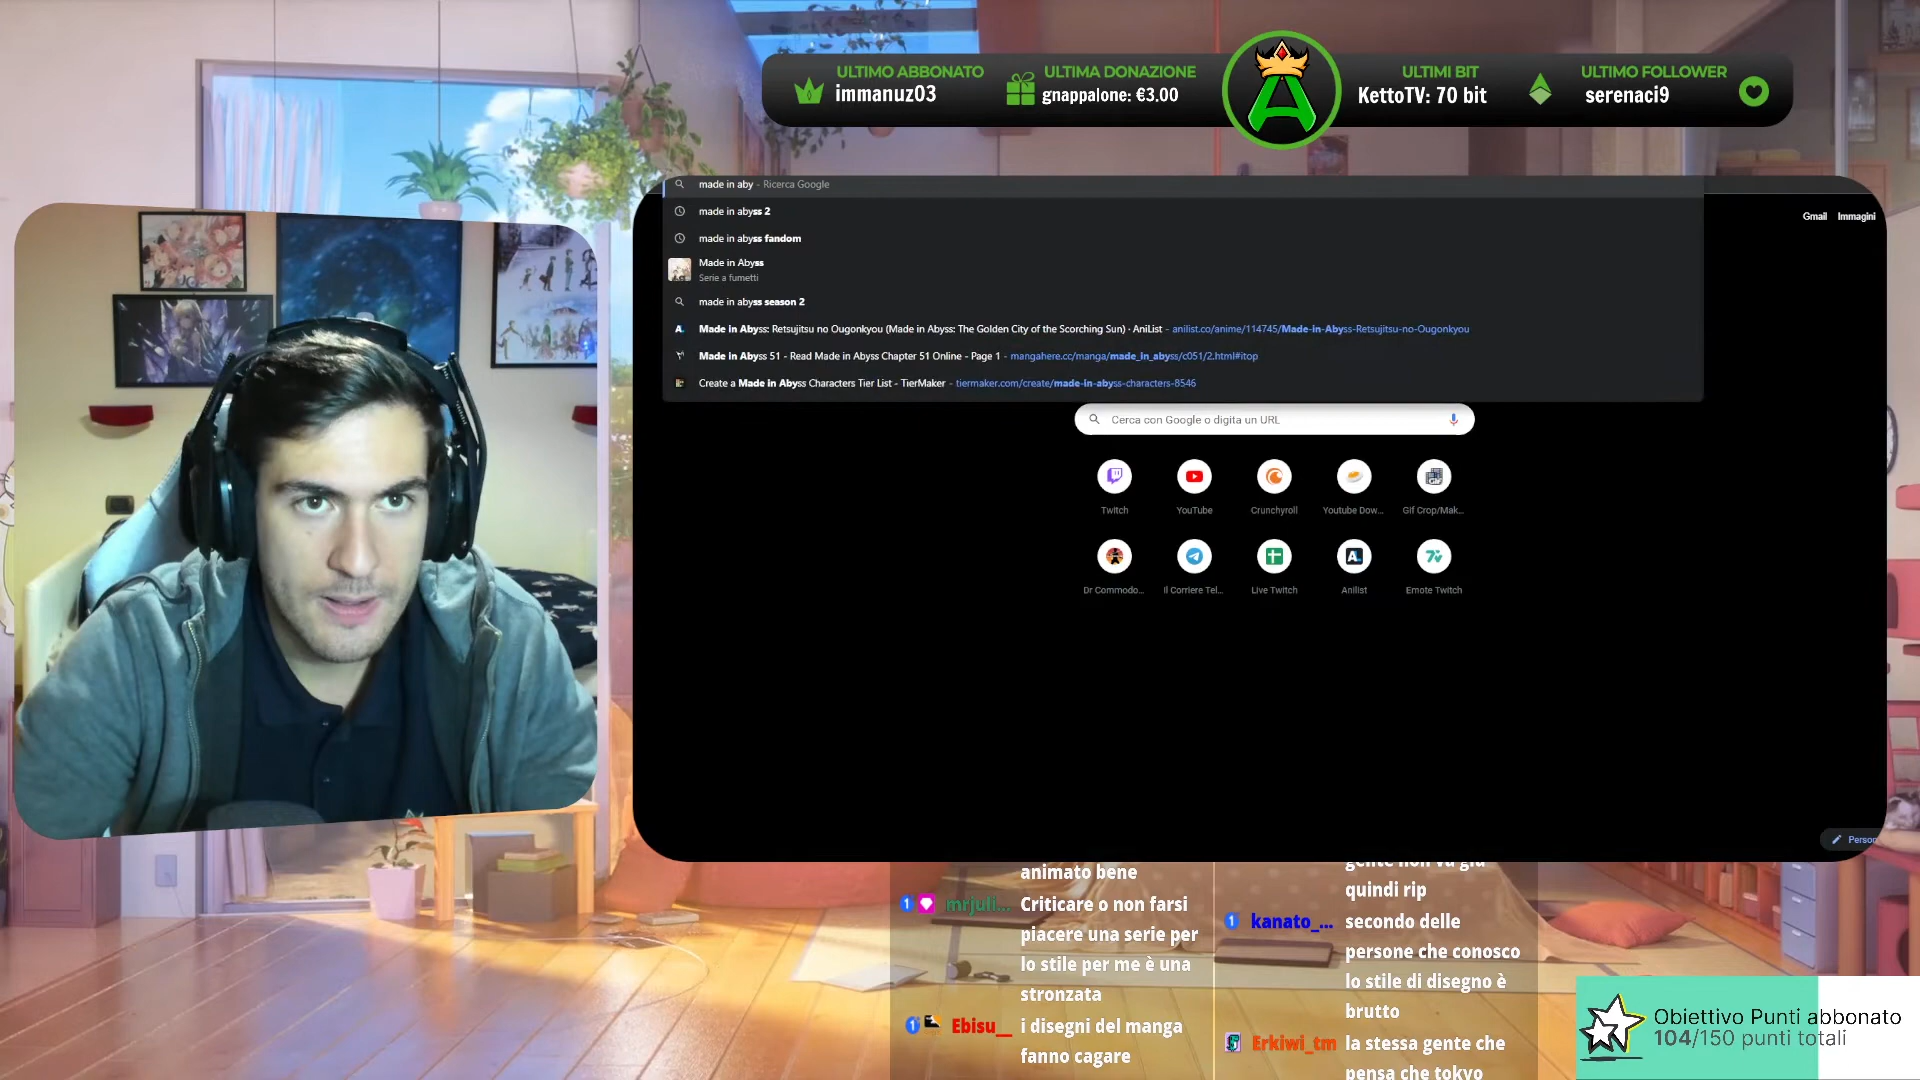 ULTIMO ABBONATO
immanuz03
ULTIMA DONAZIONE
gnappalone: €3.00
ULTIMI BIT
KettoTV: 70 bit
ULTIMO FOLLOWER
serenaci9
made in aby - Ricerca Google
made in abyss 2
made in abyss fandom
Made in Abyss
Serie a fumetti
made in abyss season 2
Made in Abyss: Retsujitsu no Ougonkyou (Made in Abyss: The Golden City of the Scorching Sun) · AniList - anilist.co/anime/114745/Made-in-Abyss-Retsujitsu-no-Ougonkyou
Made in Abyss 51 - Read Made in Abyss Chapter 51 Online - Page 1 - mangahere.cc/manga/made_in_abyss/c051/2.html#itop
Create a Made in Abyss Characters Tier List - TierMaker - tiermaker.com/create/made-in-abyss-characters-8546
Gmail Immagini
Cerca con Google o digita un URL
Twitch YouTube Crunchyroll Youtube Dow... Gif Crop/Mak...
Dr Commodo... Il Corriere Tel... Live Twitch Anilist Emote Twitch
Person
animato bene
mrjuli... Criticare o non farsi
piacere una serie per
lo stile per me è una
stronzata
Ebisu__ i disegni del manga
fanno cagare
gente non va giù
quindi rip
kanato_... secondo delle
persone che conosco
lo stile di disegno è
brutto
Erkiwi_tm la stessa gente che
pensa che tokyo
Obiettivo Punti abbonato
104/150 punti totali